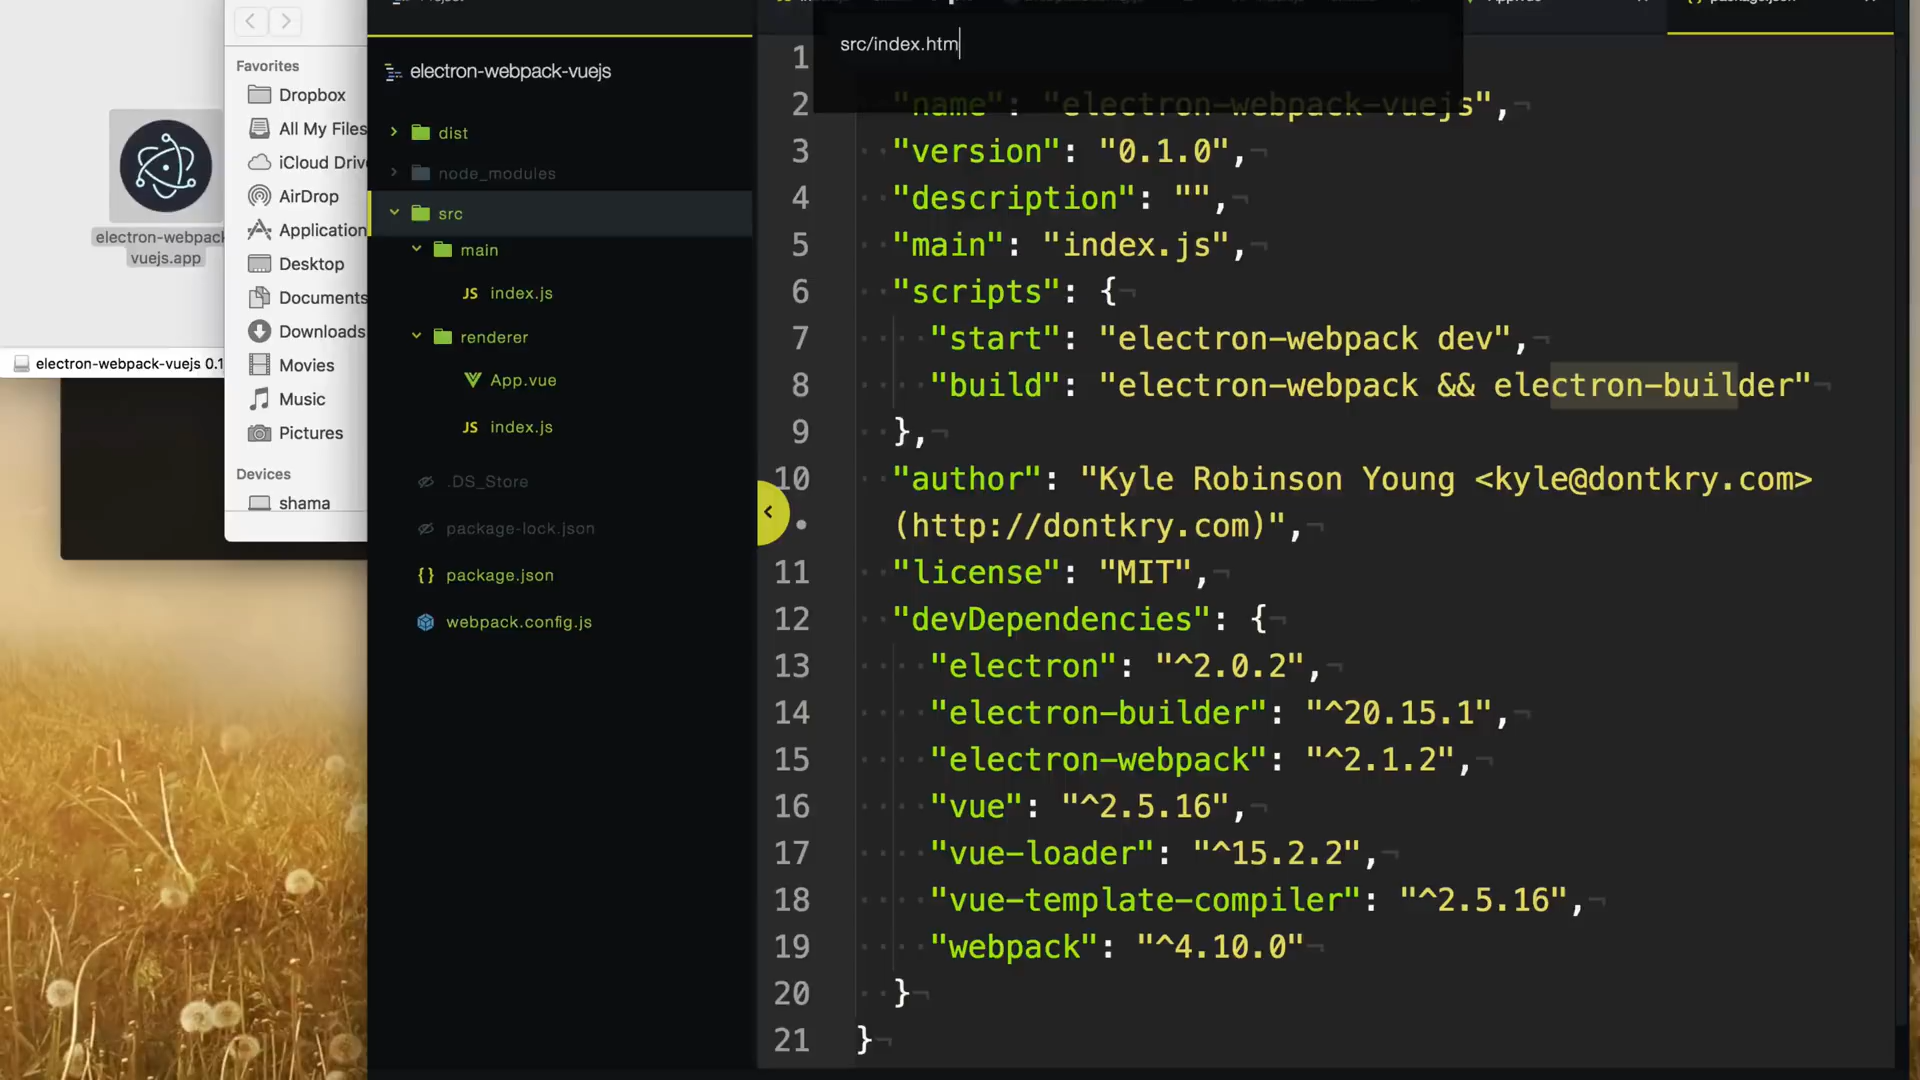 electron-webpack
vuejs.app
electron-webpack-vuejs 0.1
Favorites
Dropbox
All My Files
iCloud Driv
AirDrop
Application
Desktop
Documents
Downloads
Movies
Music
Pictures
Devices
shama
electron-webpack-vuejs
dist
node_modules
src
main
JS index.js
renderer
App.vue
JS index.js
.DS_Store
package-lock.json
{} package.json
webpack.config.js
src/index.htm
1
2 "name": "electron-webpack-vuejs",¬
3 "version": "0.1.0",¬
4 "description": "",¬
5 "main": "index.js",¬
6 "scripts": {¬
7 "start": "electron-webpack dev",¬
8 "build": "electron-webpack && electron-builder"¬
9 },¬
10 "author": "Kyle Robinson Young <kyle@dontkry.com>
• (http://dontkry.com)",¬
11 "license": "MIT",¬
12 "devDependencies": {¬
13 "electron": "^2.0.2",¬
14 "electron-builder": "^20.15.1",¬
15 "electron-webpack": "^2.1.2",¬
16 "vue": "^2.5.16",¬
17 "vue-loader": "^15.2.2",¬
18 "vue-template-compiler": "^2.5.16",¬
19 "webpack": "^4.10.0"¬
20 }¬
21 }¬